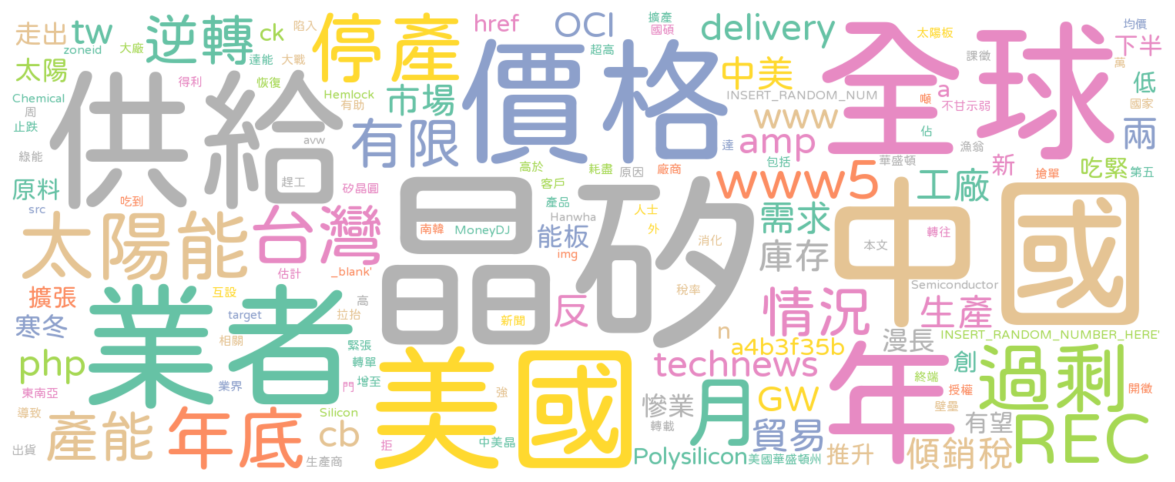 走出 tw 逆轉 ck 停產 href OCI 擴產 國碩 delivery 太陽板 均價 下半
zoneid 大廠 陷入 超高 全球 課徵 萬
太陽 達能 大戰 中美 低
Chemical 得利 恢復 Hemlock 市場 價格 INSERT_RANDOM_NUM 噸 a 不甘示弱 國家
周 供給 有助 www 佔 兩
止跌 avw 有限 達 amp 漁翁
綠能 高於 耗盡 原因 廠商 包括 華盛頓 新 搶單 吃緊 第五
原料 趕工 矽晶圓 客戶 www5 工廠
src 吃到 產品 人士 需求
太陽能 台灣 南韓 MoneyDJ Hanwha 外 消化 本文 轉往
能板 img 庫存 中國
估計 _blank' 晶矽 稅率 Semiconductor
擴張 互設 高 反 情況 生產
寒冬 target 拉抬 新聞 n INSERT_RANDOM_NUMBER_HERE'
業者 相關 緊張 a4b3f35b 漫長
php 轉單 美國 technews 創 終端 過剩
東南亞 業界 門 增至 強 慘業 月 GW 年 授權 開徵
導致 Silicon 轉載 壁壘
產能 年底 cb 中美晶 貿易 有望 REC
出貨 生產商 拒 Polysilicon 美國華盛頓州 推升 傾銷稅